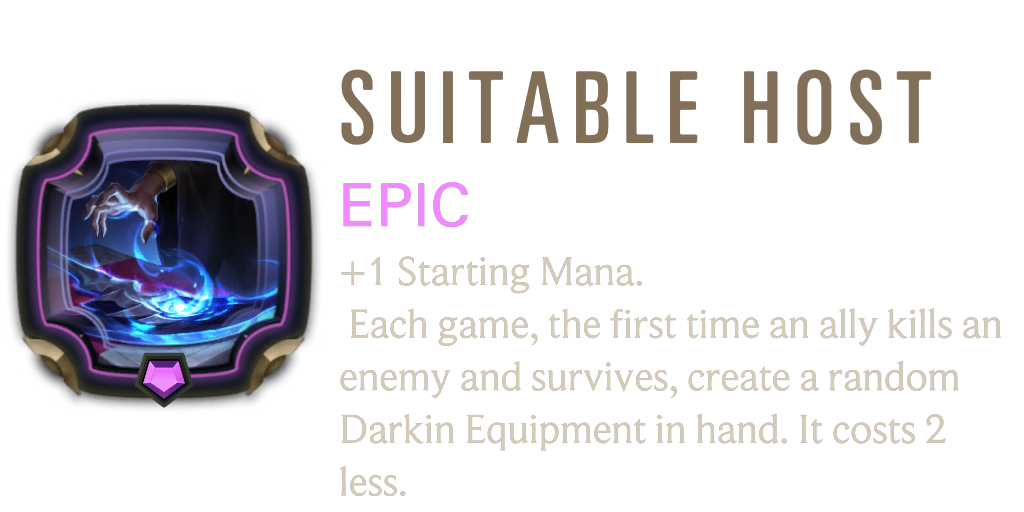 SUITABLE HOST
EPIC
+1 Starting Mana.
Each game, the first time an ally kills an
enemy and survives, create a random
Darkin Equipment in hand. It costs 2
less.